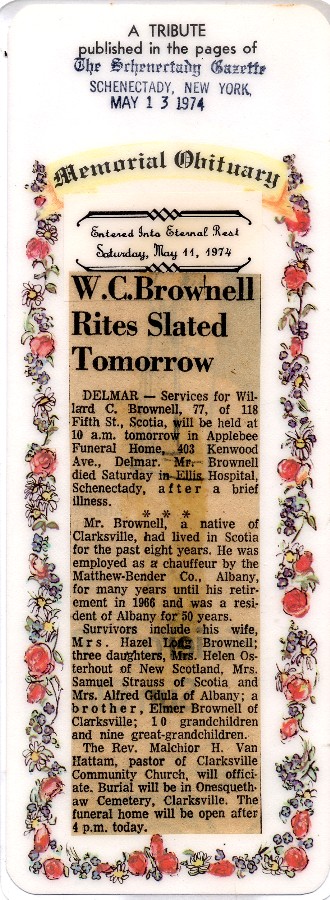 A TRIBUTE
published in the pages of
The Schenectady Gazette
SCHENECTADY, NEW YORK,
MAY 13 1974
Memorial Obituary
Entered Into Eternal Rest
Saturday, May 11, 1974
W.C.Brownell
Rites Slated
Tomorrow
DELMAR — Services for Wil-
lard C. Brownell, 77, of 118
Fifth St., Scotia, will be held at
10 a.m. tomorrow in Applebee
Funeral Home, 403 Kenwood
Ave., Delmar. Mr. Brownell
died Saturday in Ellis Hospital,
Schenectady, after a brief
illness.
* * *
Mr. Brownell, a native of
Clarksville, had lived in Scotia
for the past eight years. He was
employed as a chauffeur by the
Matthew-Bender Co., Albany,
for many years until his retir-
ement in 1966 and was a resi-
dent of Albany for 50 years.
Survivors include his wife,
Mrs. Hazel Long Brownell;
three daughters, Mrs. Helen Os-
terhout of New Scotland, Mrs.
Samuel Strauss of Scotia and
Mrs. Alfred Gdula of Albany; a
brother, Elmer Brownell of
Clarksville; 10 grandchildren
and nine great-grandchildren.
The Rev. Malchior H. Van
Hattam, pastor of Clarksville
Community Church, will offici-
ate. Burial will be in Onesqueth-
aw Cemetery, Clarksville. The
funeral home will be open after
4 p.m. today.